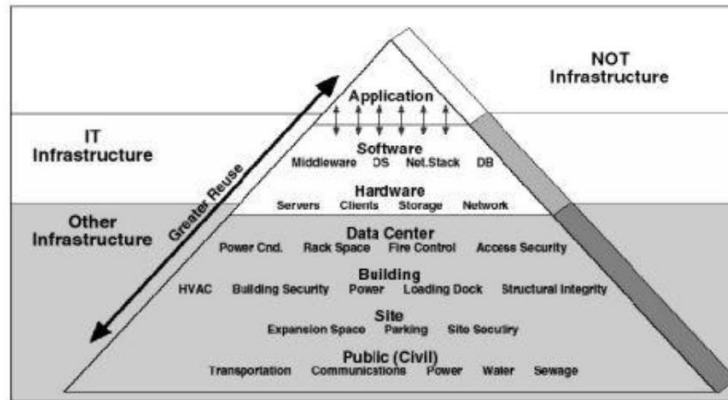 NOT
Infrastructure
Application
IT
Infrastructure
Software
Middleware OS Net.Stack DB
Hardware
Servers Clients Storage Network
Greater Reuse
Other
Infrastructure
Data Center
Power Cnd. Rack Space Fire Control Access Security
Building
HVAC Building Security Power Loading Dock Structural Integrity
Site
Expansion Space Parking Site Secutiry
Public (Civil)
Transportation Communications Power Water Sewage